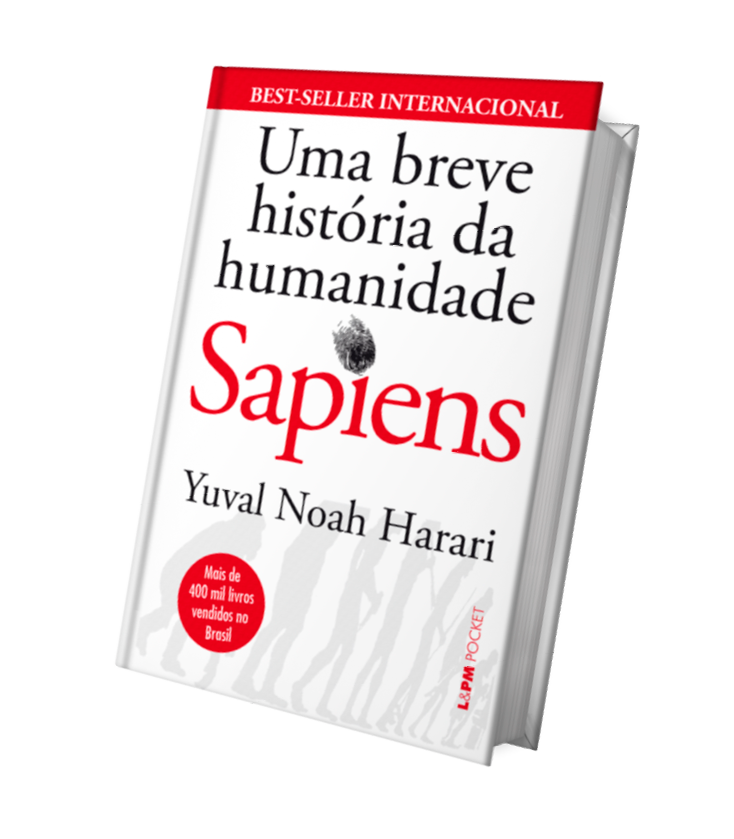 BEST-SELLER INTERNACIONAL
Uma breve
história da
humanidade
Sapiens
Yuval Noah Harari
Mais de
400 mil livros
vendidos no
Brasil
L&PM POCKET